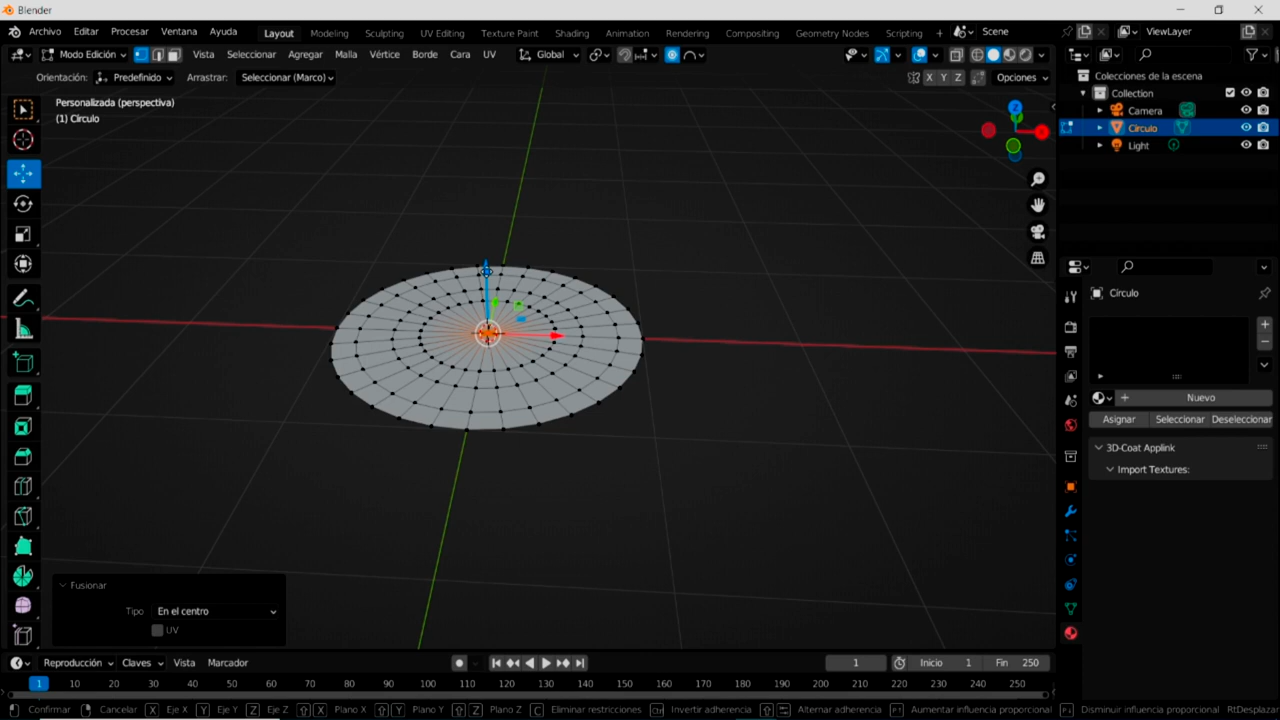 Blender
Archivo Editar Procesar Ventana Ayuda Layout Modeling Sculpting UV Editing Texture Paint Shading Animation Rendering Compositing Geometry Nodes Scripting + Scene ViewLayer
Modo Edición Vista Seleccionar Agregar Malla Vértice Borde Cara UV Global
Orientación: Predefinido Arrastrar: Seleccionar (Marco) X Y Z Opciones
Personalizada (perspectiva)
(1) Círculo
Z
Colecciones de la escena
Collection
Camera
Círculo
Light
Círculo
+
−
+ Nuevo
Asignar Seleccionar Deseleccionar
3D-Coat Applink
Import Textures:
Fusionar
Tipo En el centro
UV
Reproducción Claves Vista Marcador 1 Inicio 1 Fin 250
1 10 20 30 40 50 60 70 80 90 100 110 120 130 140 150 160 170 180 190 200 210 220 230 240 250
Confirmar Cancelar X Eje X Y Eje Y Z Eje Z X Plano X Y Plano Y Z Plano Z C Eliminar restricciones Invertir adherencia Alternar adherencia Aumentar influencia proporcional Disminuir influencia proporcional RtDesplazar